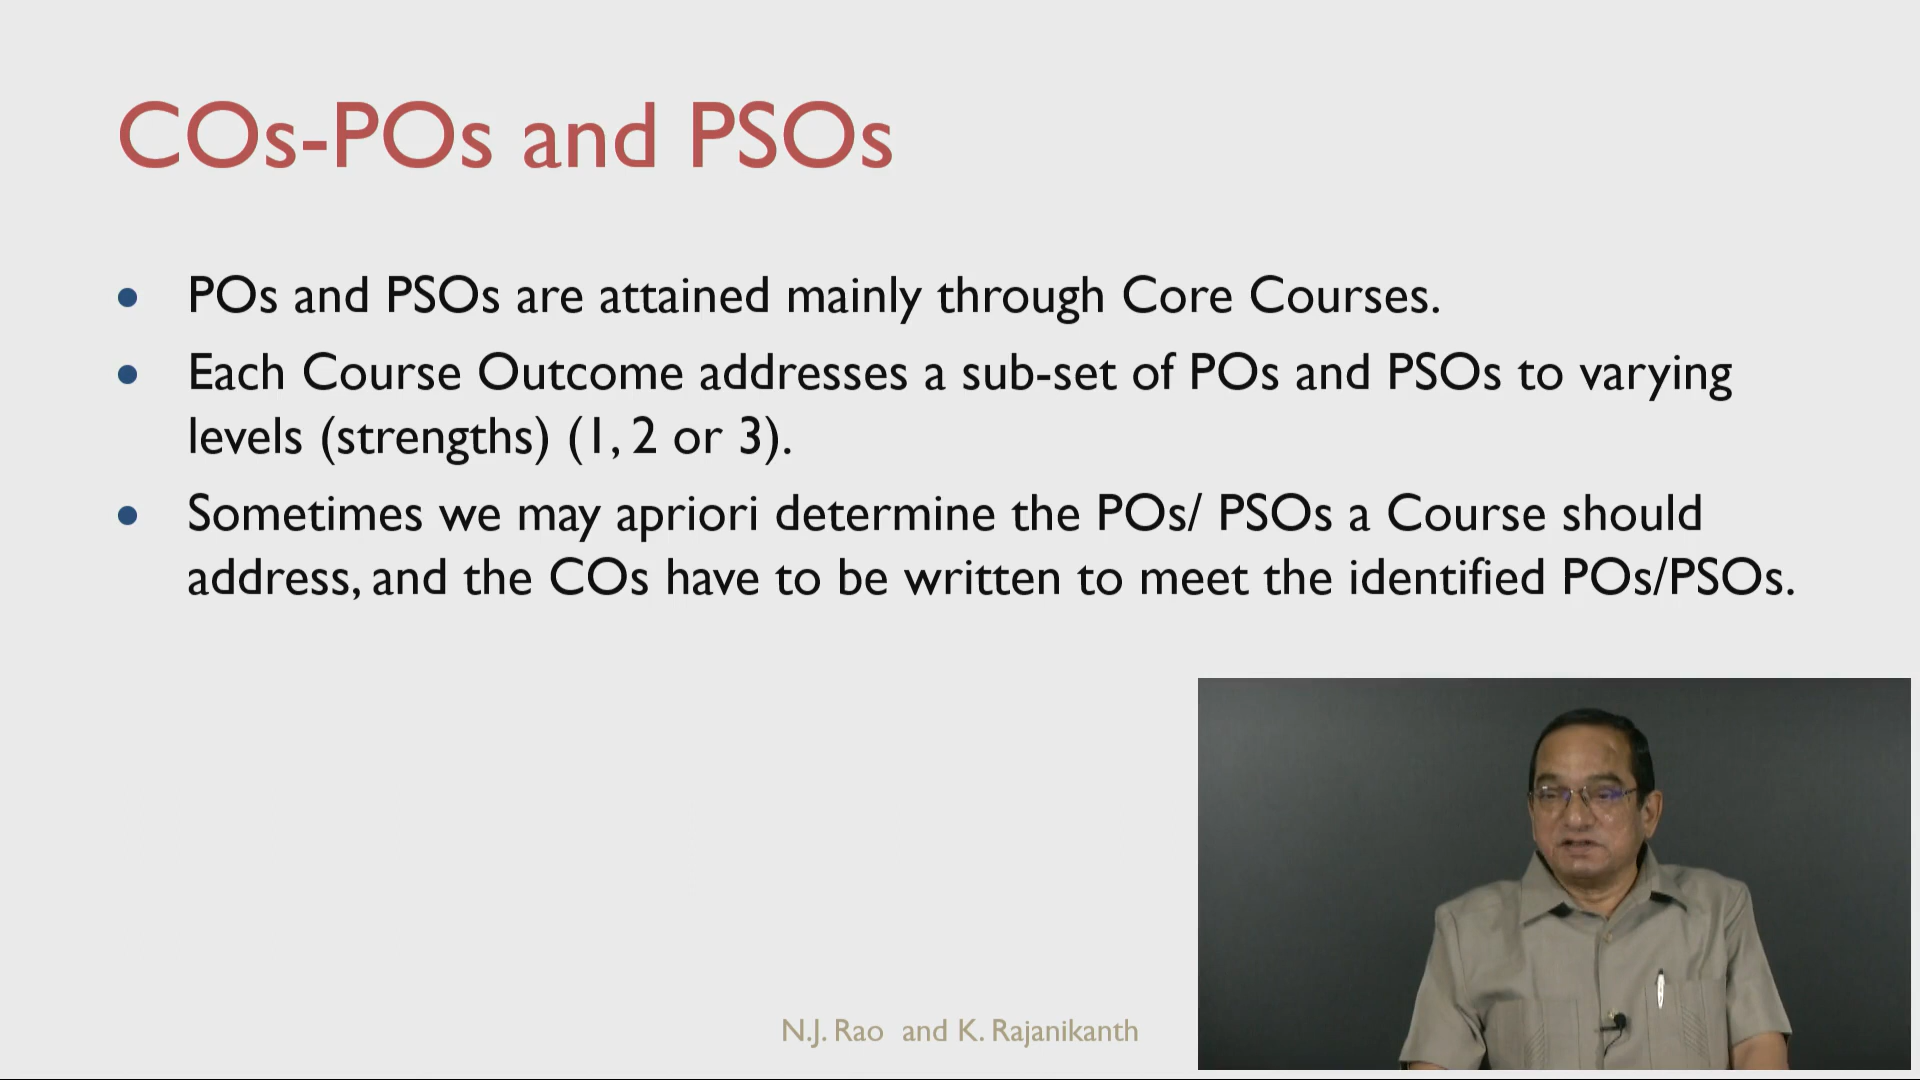 COs-POs and PSOs
• POs and PSOs are attained mainly through Core Courses.
• Each Course Outcome addresses a sub-set of POs and PSOs to varying
levels (strengths) (1, 2 or 3).
• Sometimes we may apriori determine the POs/ PSOs a Course should
address, and the COs have to be written to meet the identified POs/PSOs.
N.J. Rao and K. Rajanikanth